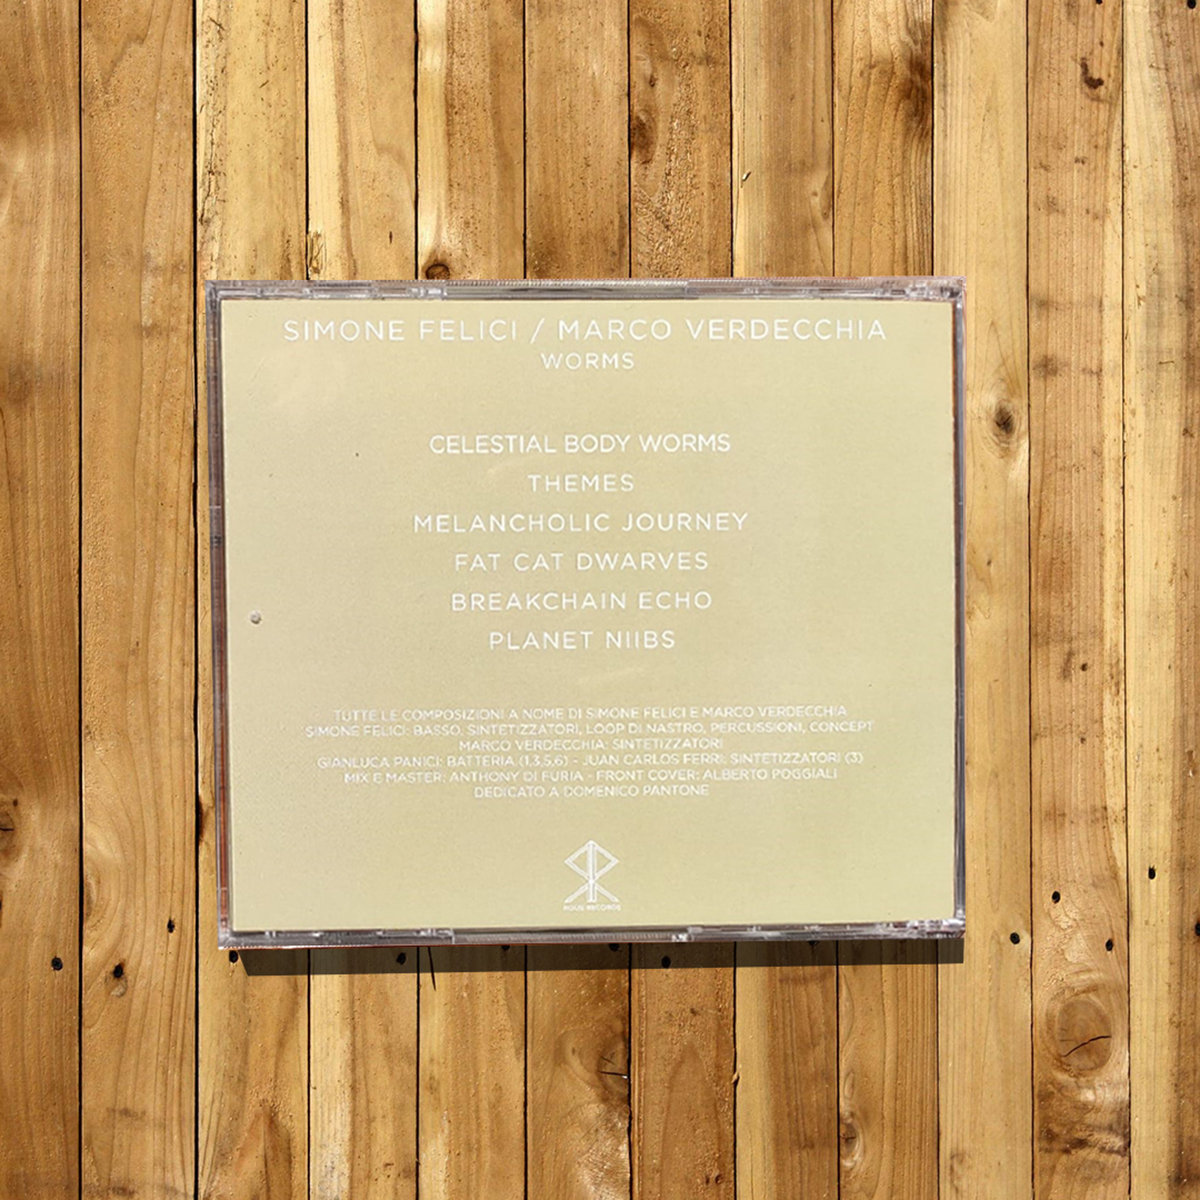 SIMONE FELICI / MARCO VERDECCHIA
WORMS
CELESTIAL BODY WORMS
THEMES
MELANCHOLIC JOURNEY
FAT CAT DWARVES
BREAKCHAIN ECHO
PLANET NIIBS
TUTTE LE COMPOSIZIONI A NOME DI SIMONE FELICI E MARCO VERDECCHIA
SIMONE FELICI: BASSO, SINTETIZZATORI, LOOP DI NASTRO, PERCUSSIONI, CONCEPT
MARCO VERDECCHIA: SINTETIZZATORI
GIANLUCA PANICI: BATTERIA (1,3,5,6) - JUAN CARLOS FERRI: SINTETIZZATORI (3)
MIX E MASTER: ANTHONY DI FURIA - FRONT COVER: ALBERTO POGGIALI
DEDICATO A DOMENICO PANTONE
RECORDS